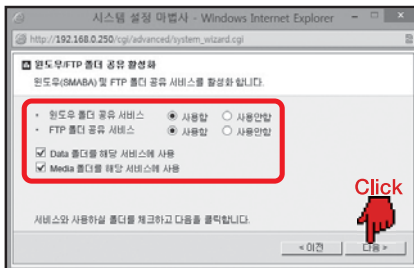 시스템 설정 마법사 - Windows Internet Explorer
http://192.168.0.250/cgi/advanced/system_wizard.cgi
윈도우/FTP 폴더 공유 활성화
윈도우(SMABA) 및 FTP 폴더 공유 서비스를 활성화 합니다.
· 윈도우 폴더 공유 서비스 사용함 사용안함
· FTP 폴더 공유 서비스 사용함 사용안함
Data 폴더를 해당 서비스에 사용
Media 폴더를 해당 서비스에 사용
Click
서비스와 사용하실 폴더를 체크하고 다음을 클릭합니다.
< 이전 다음 >